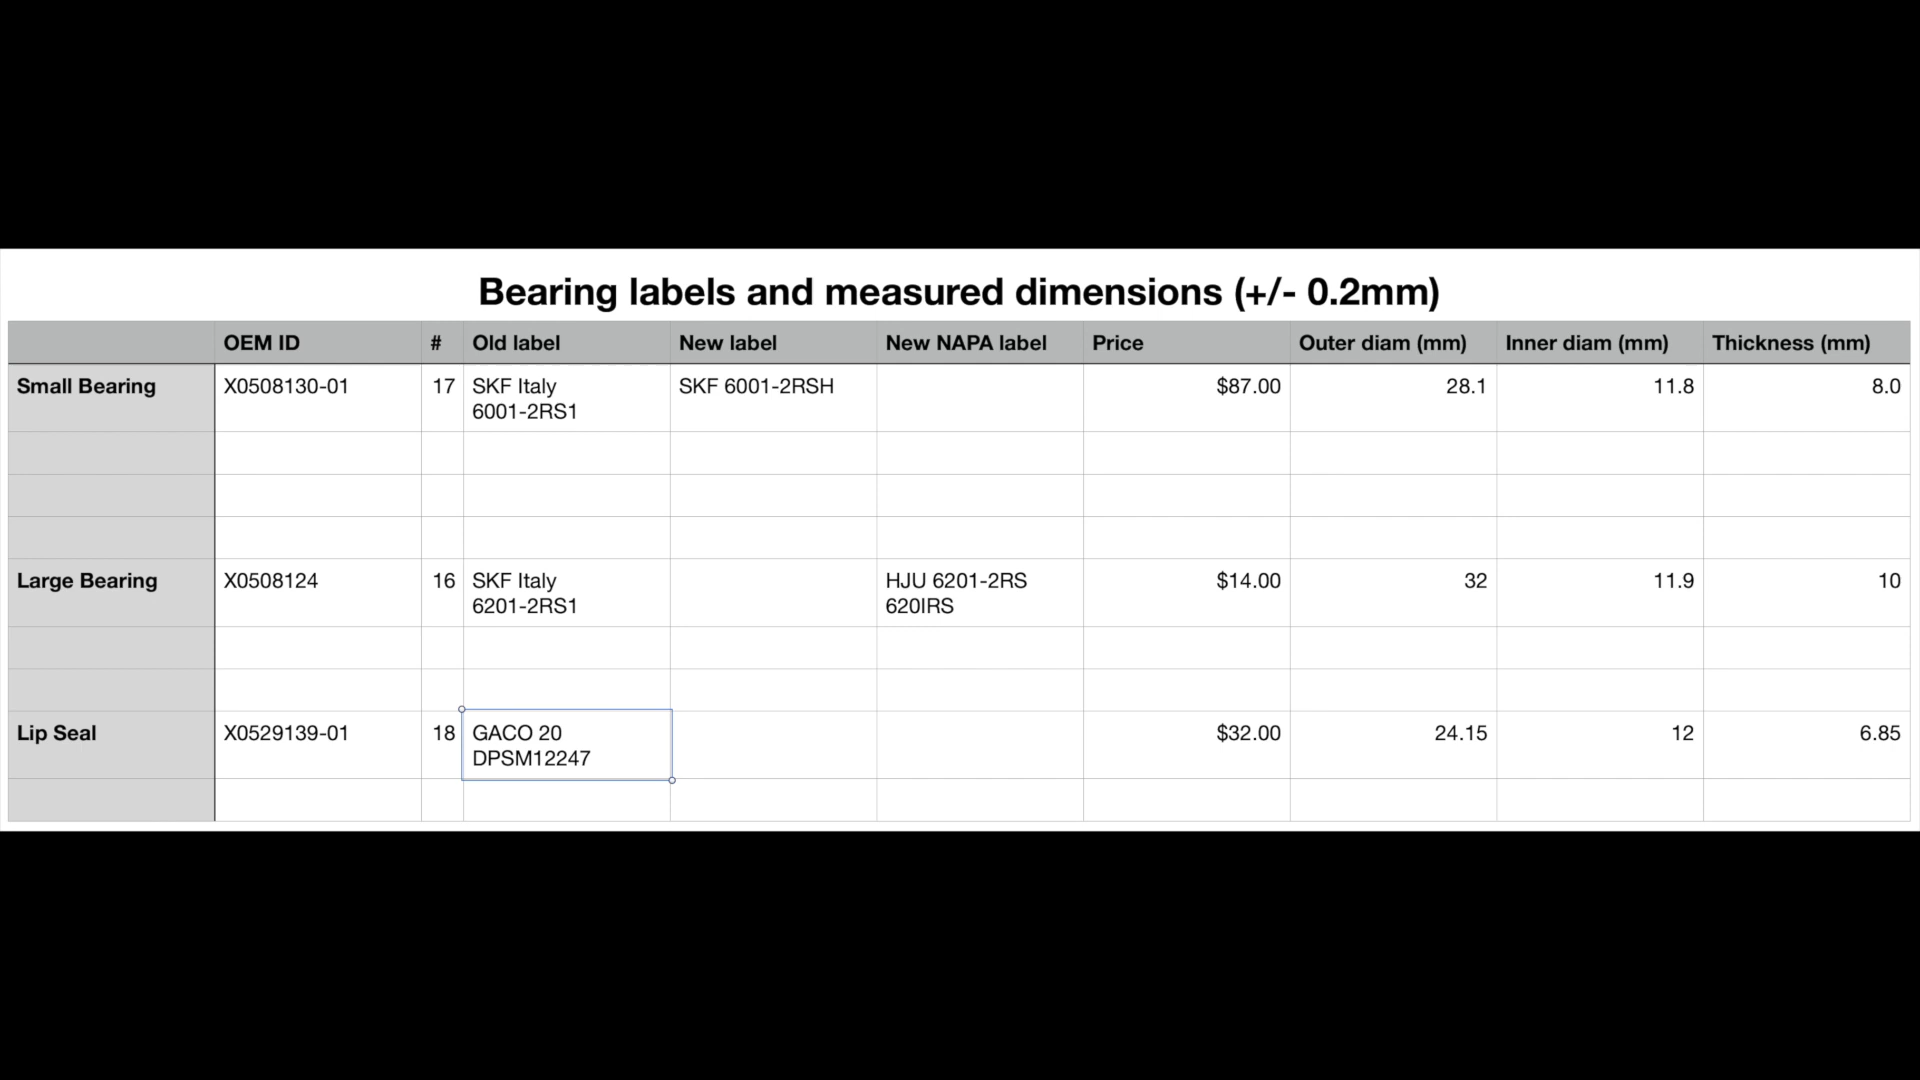 Bearing labels and measured dimensions (+/- 0.2mm)
OEM ID # Old label New label New NAPA label Price Outer diam (mm) Inner diam (mm) Thickness (mm)
Small Bearing X0508130-01 17 SKF Italy SKF 6001-2RSH $87.00 28.1 11.8 8.0
6001-2RS1
Large Bearing X0508124 16 SKF Italy HJU 6201-2RS $14.00 32 11.9 10
6201-2RS1 620IRS
Lip Seal X0529139-01 18 GACO 20 $32.00 24.15 12 6.85
DPSM12247